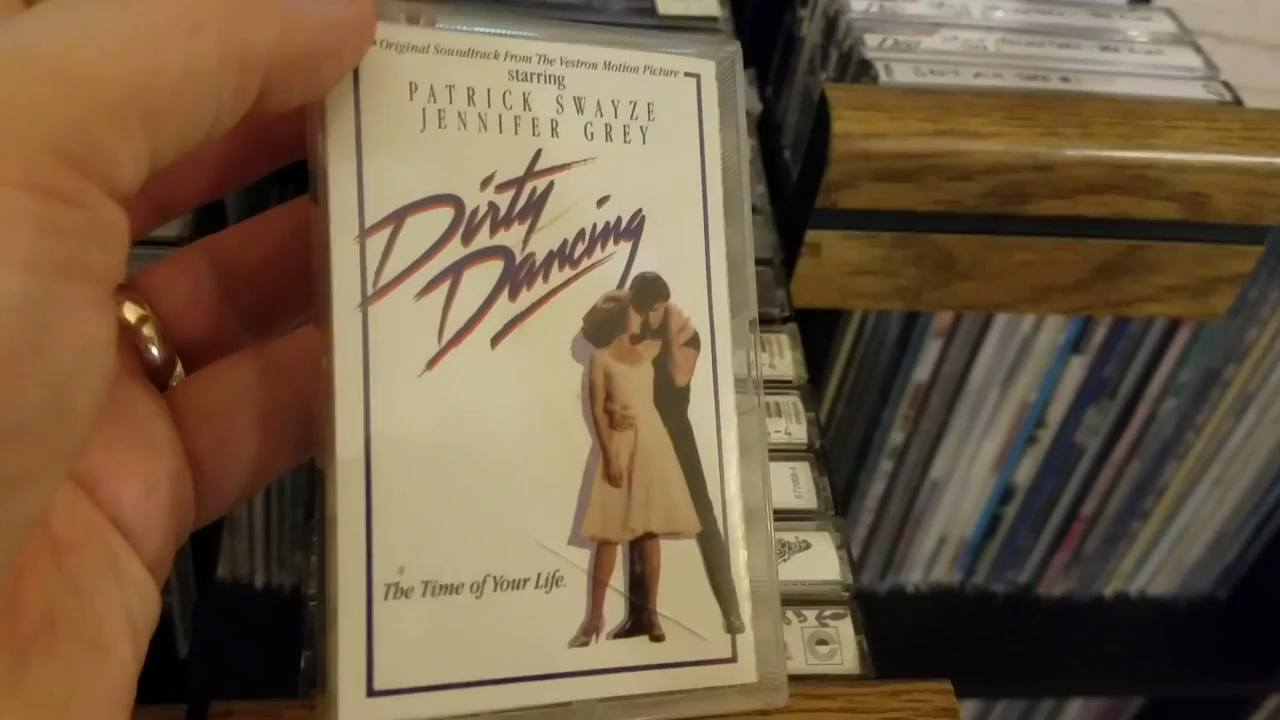 Original Soundtrack From The Vestron Motion Picture
starring
PATRICK SWAYZE
JENNIFER GREY
Dirty
Dancing
The Time of Your Life.